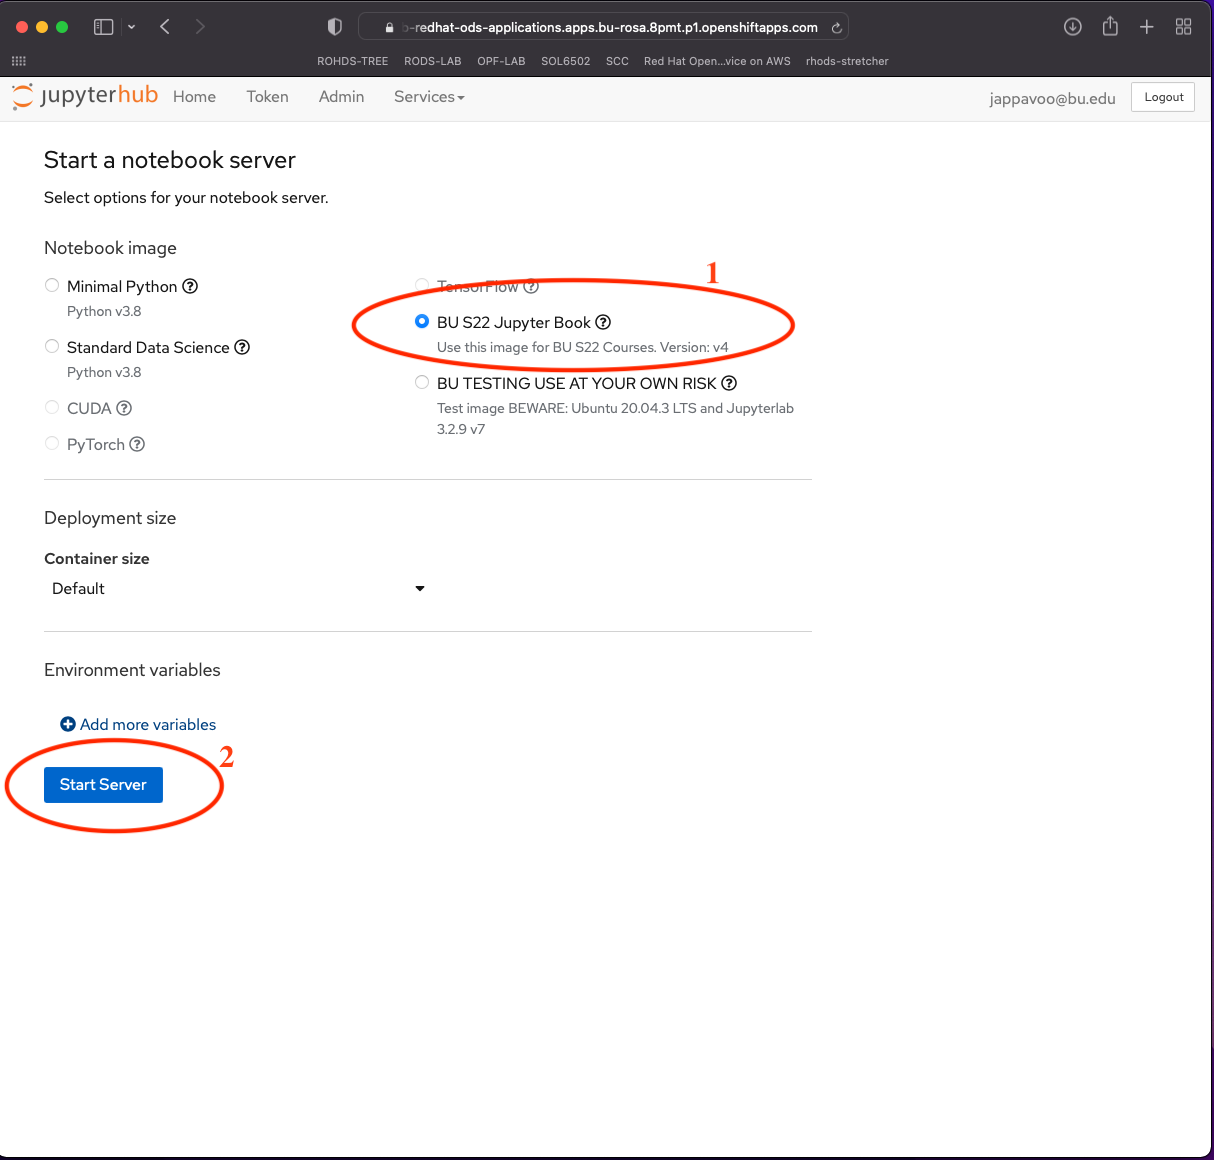 -redhat-ods-applications.apps.bu-rosa.8pmt.p1.openshiftapps.com
ROHDS-TREE RODS-LAB OPF-LAB SOL6502 SCC Red Hat Open...vice on AWS rhods-stretcher
jupyterhub Home Token Admin Services jappavoo@bu.edu Logout
Start a notebook server
Select options for your notebook server.
Notebook image
1
Minimal Python
Python v3.8
Standard Data Science
Python v3.8
CUDA
PyTorch
TensorFlow
BU S22 Jupyter Book
Use this image for BU S22 Courses. Version: v4
BU TESTING USE AT YOUR OWN RISK
Test image BEWARE: Ubuntu 20.04.3 LTS and Jupyterlab
3.2.9 v7
Deployment size
Container size
Default
Environment variables
Add more variables
2
Start Server